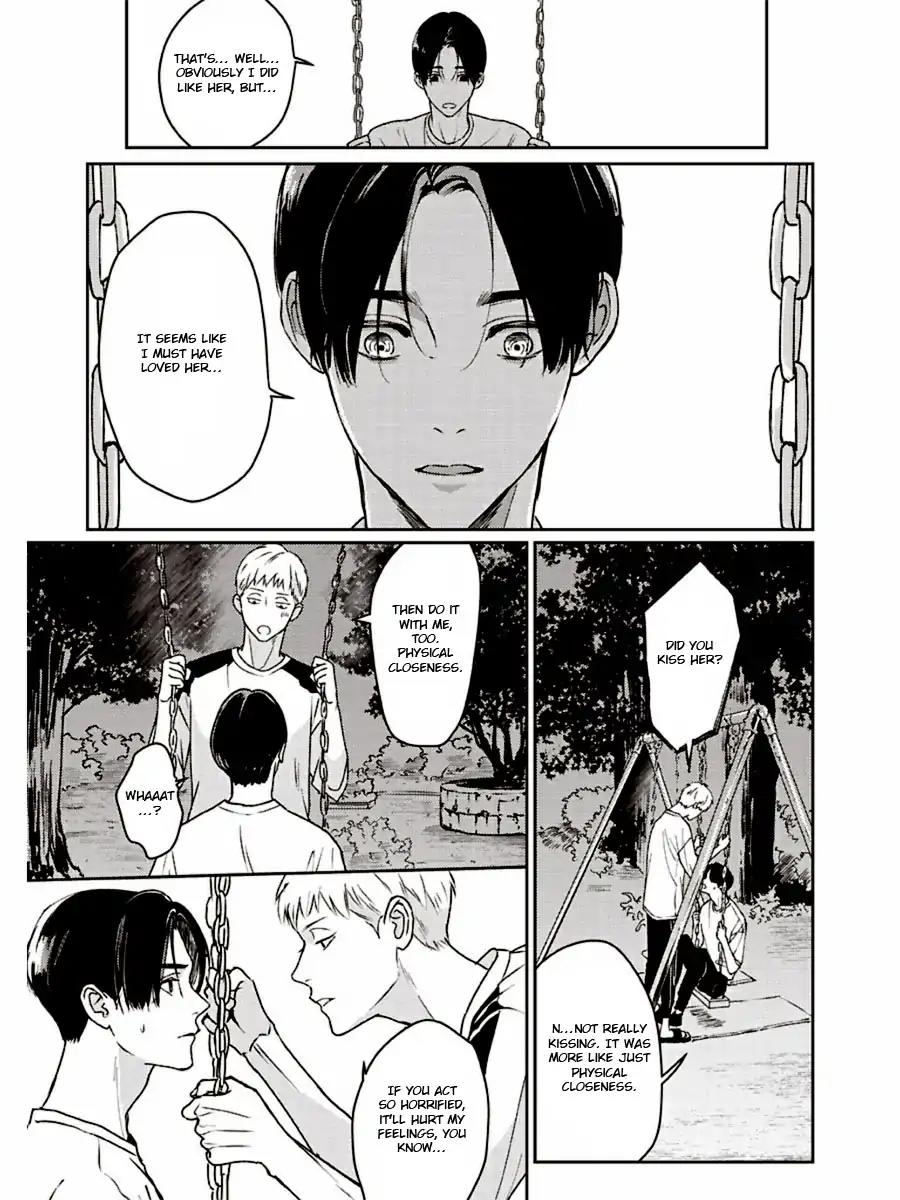 THAT'S... WELL...
OBVIOUSLY I DID
LIKE HER, BUT...
IT SEEMS LIKE
I MUST HAVE
LOVED HER...
DID YOU
KISS HER?
N...NOT REALLY
KISSING. IT WAS
MORE LIKE JUST
PHYSICAL
CLOSENESS.
THEN DO IT
WITH ME,
TOO.
PHYSICAL
CLOSENESS.
WHAAAT
...?
IF YOU ACT
SO HORRIFIED,
IT'LL HURT MY
FEELINGS, YOU
KNOW...